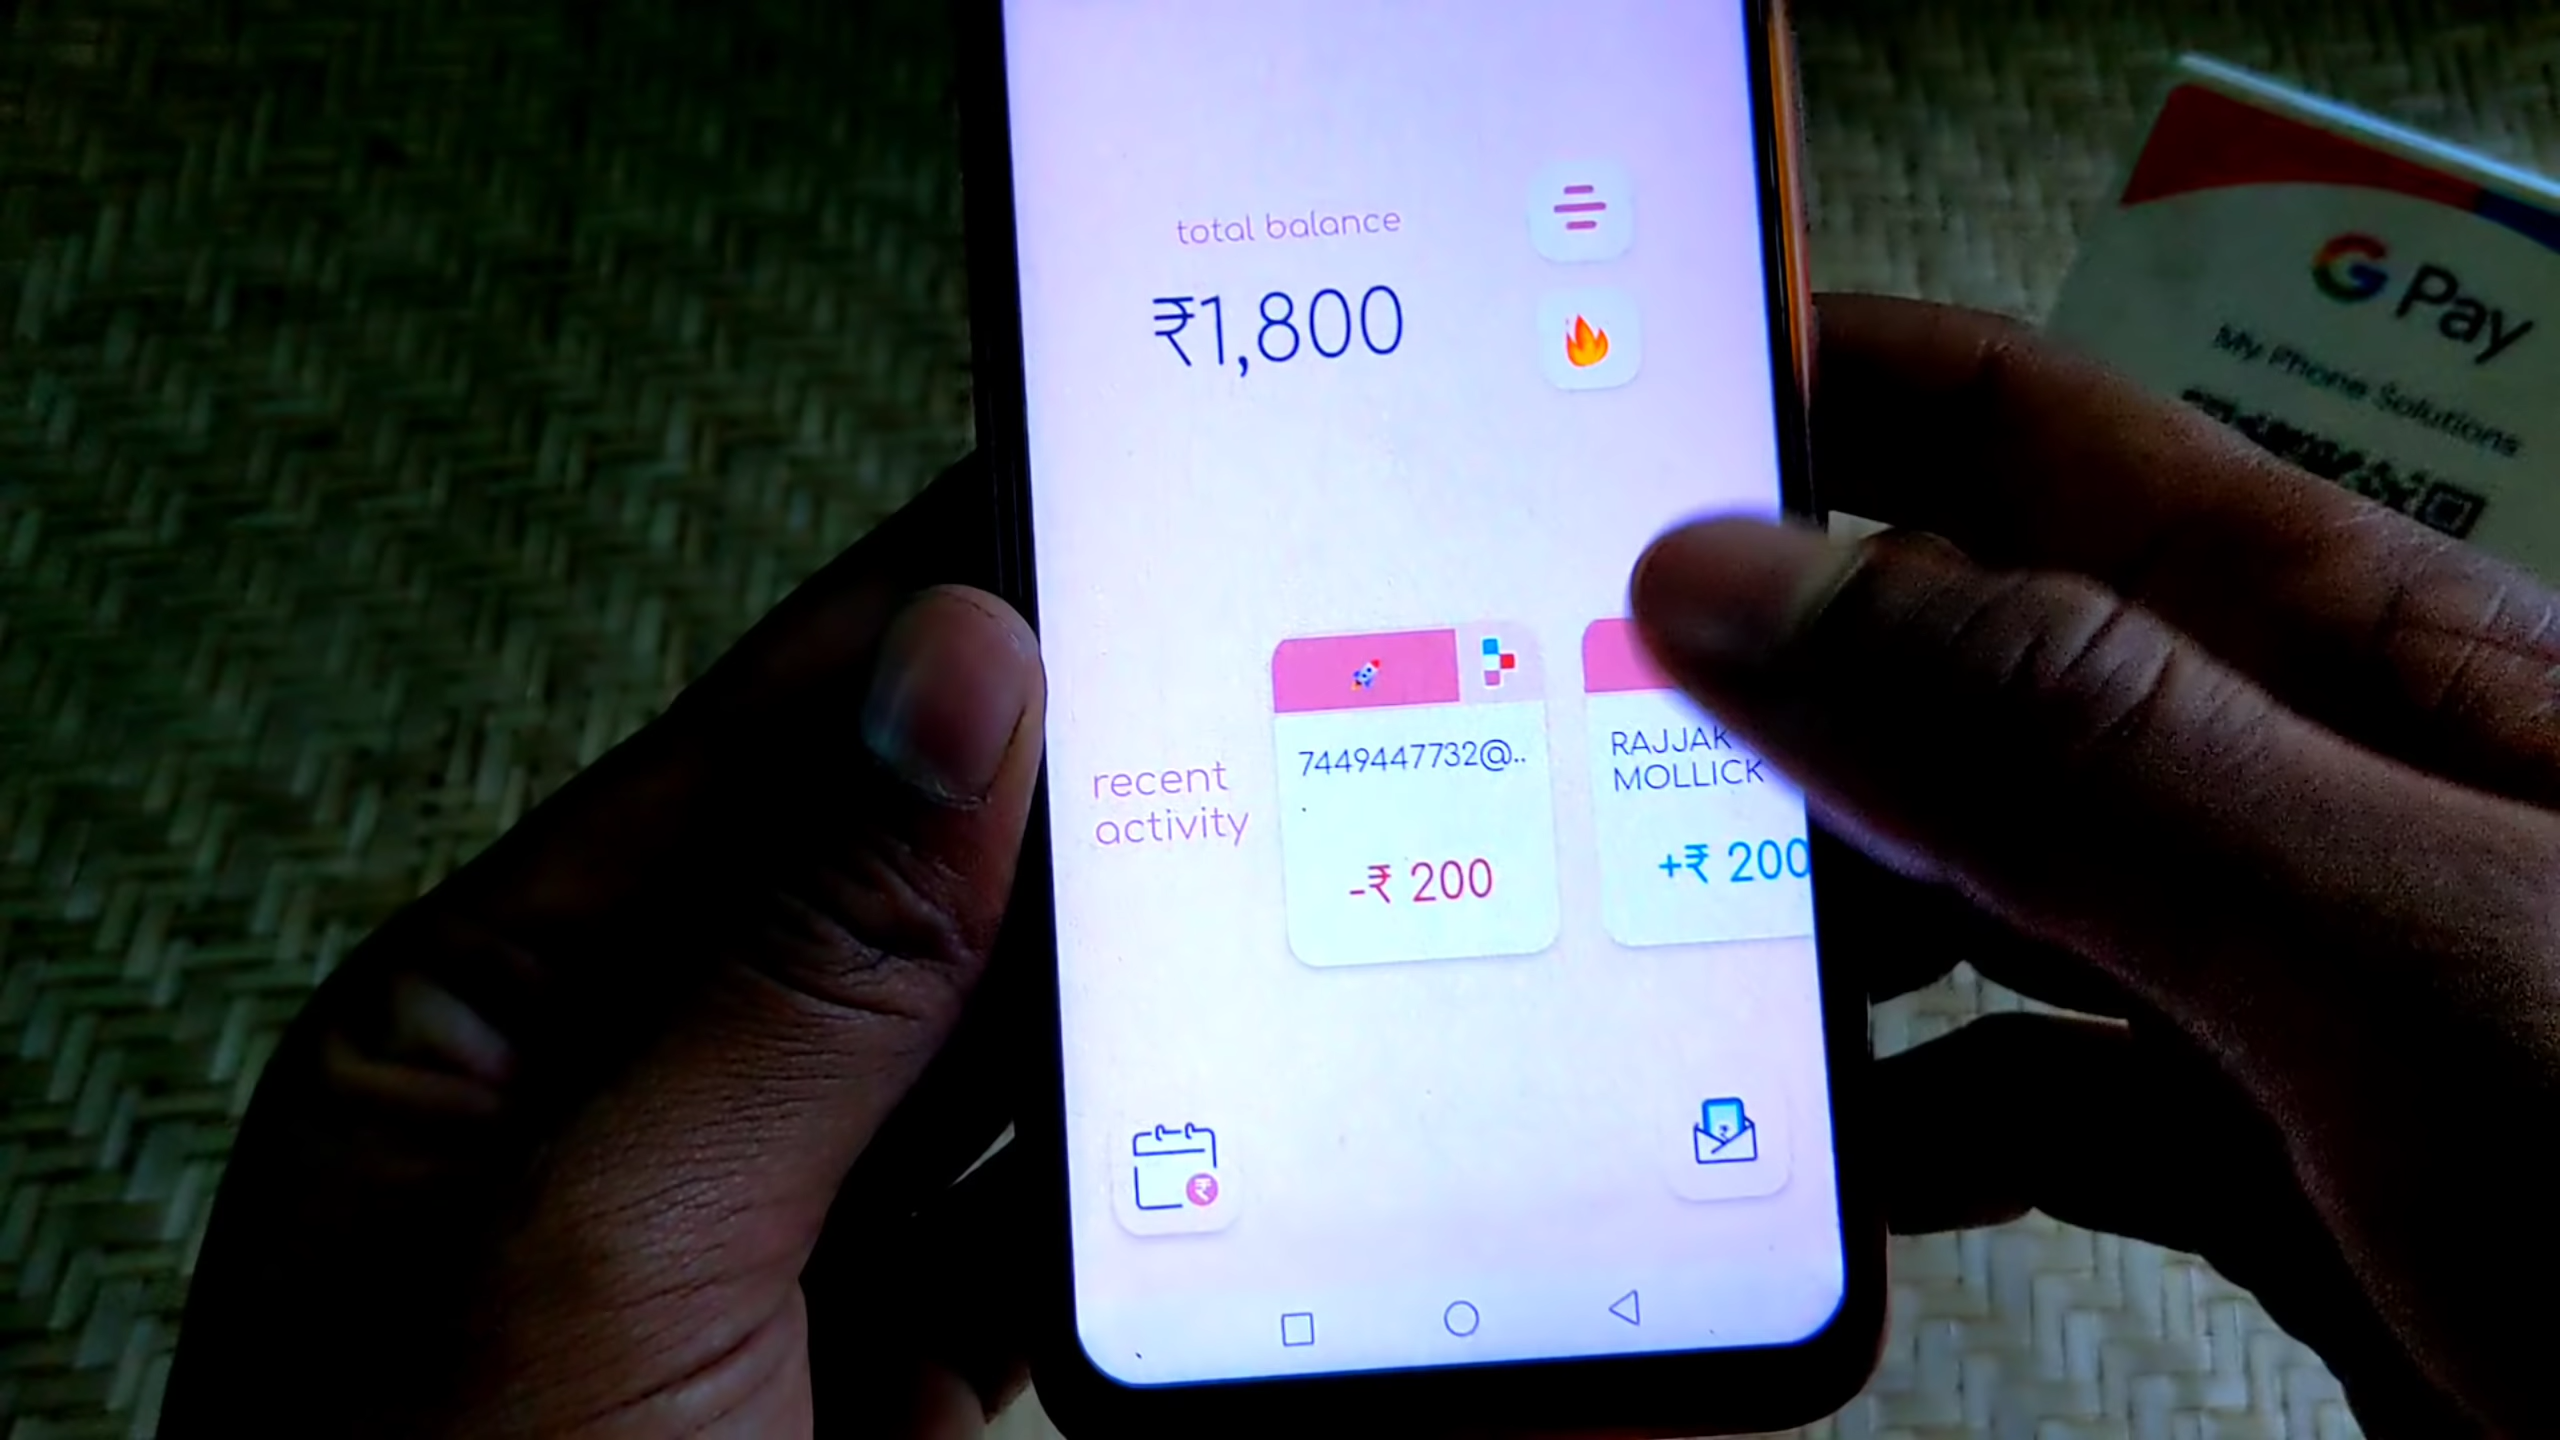 total balance
₹1,800
recent
activity
7449447732@..
-₹ 200
RAJJAK
MOLLICK
+₹ 200
₹
G Pay
My Phone Solutions